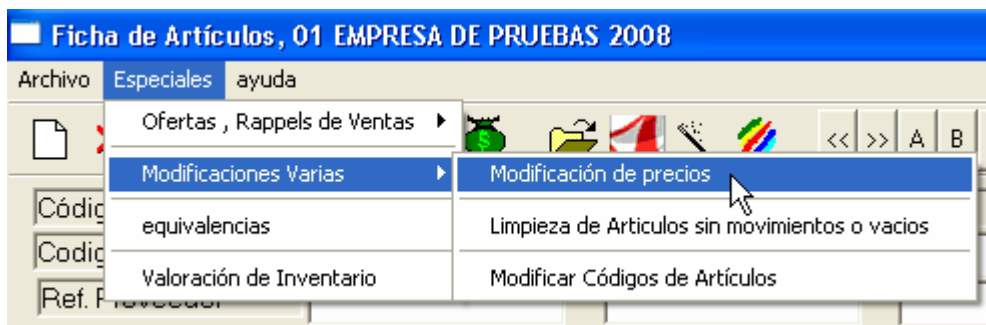 Ficha de Artículos, 01 EMPRESA DE PRUEBAS 2008
Archivo Especiales ayuda
Ofertas , Rappels de Ventas
<< >> A B
Modificaciones Varias
Modificación de precios
equivalencias
Limpieza de Articulos sin movimientos o vacios
Valoración de Inventario
Modificar Códigos de Artículos
Ref.